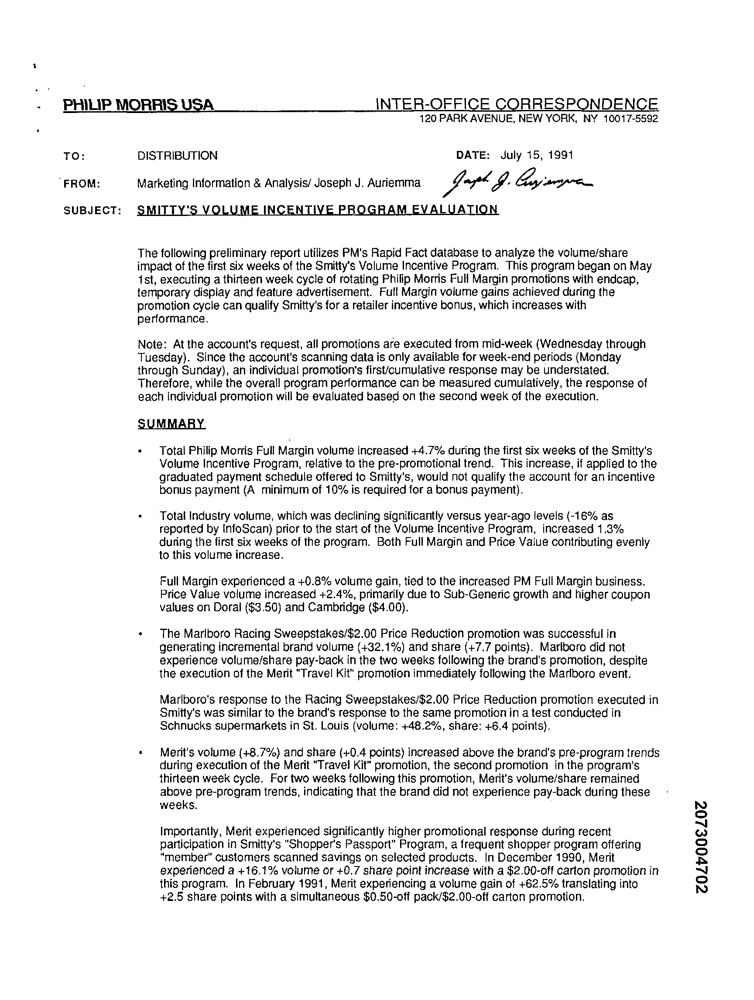 PHILIP MORRIS USA INTER-OFFICE CORRESPONDENCE
120 PARK AVENUE, NEW YORK, NY 10017-5592
TO: DISTRIBUTION DATE: July 15, 1991
FROM: Marketing Information & Analysis/ Joseph J. Auriemma Joseph J. Auriemma
SUBJECT: SMITTY'S VOLUME INCENTIVE PROGRAM EVALUATION
The following preliminary report utilizes PM's Rapid Fact database to analyze the volume/share
impact of the first six weeks of the Smitty's Volume Incentive Program. This program began on May
1st, executing a thirteen week cycle of rotating Philip Morris Full Margin promotions with endcap,
temporary display and feature advertisement. Full Margin volume gains achieved during the
promotion cycle can qualify Smitty's for a retailer incentive bonus, which increases with
performance.
Note: At the account's request, all promotions are executed from mid-week (Wednesday through
Tuesday). Since the account's scanning data is only available for week-end periods (Monday
through Sunday), an individual promotion's first/cumulative response may be understated.
Therefore, while the overall program performance can be measured cumulatively, the response of
each individual promotion will be evaluated based on the second week of the execution.
SUMMARY
• Total Philip Morris Full Margin volume increased +4.7% during the first six weeks of the Smitty's
Volume Incentive Program, relative to the pre-promotional trend. This increase, if applied to the
graduated payment schedule offered to Smitty's, would not qualify the account for an incentive
bonus payment (A minimum of 10% is required for a bonus payment).
• Total Industry volume, which was declining significantly versus year-ago levels (-16% as
reported by InfoScan) prior to the start of the Volume Incentive Program, increased 1.3%
during the first six weeks of the program. Both Full Margin and Price Value contributing evenly
to this volume increase.
Full Margin experienced a +0.8% volume gain, tied to the increased PM Full Margin business.
Price Value volume increased +2.4%, primarily due to Sub-Generic growth and higher coupon
values on Doral ($3.50) and Cambridge ($4.00).
• The Marlboro Racing Sweepstakes/$2.00 Price Reduction promotion was successful in
generating incremental brand volume (+32.1%) and share (+7.7 points). Marlboro did not
experience volume/share pay-back in the two weeks following the brand's promotion, despite
the execution of the Merit "Travel Kit" promotion immediately following the Marlboro event.
Marlboro's response to the Racing Sweepstakes/$2.00 Price Reduction promotion executed in
Smitty's was similar to the brand's response to the same promotion in a test conducted in
Schnucks supermarkets in St. Louis (volume: +48.2%, share: +6.4 points).
• Merit's volume (+8.7%) and share (+0.4 points) increased above the brand's pre-program trends
during execution of the Merit "Travel Kit" promotion, the second promotion in the program's
thirteen week cycle. For two weeks following this promotion, Merit's volume/share remained
above pre-program trends, indicating that the brand did not experience pay-back during these
weeks.
Importantly, Merit experienced significantly higher promotional response during recent
participation in Smitty's "Shopper's Passport" Program, a frequent shopper program offering
"member" customers scanned savings on selected products. In December 1990, Merit
experienced a +16.1% volume or +0.7 share point increase with a $2.00-off carton promotion in
this program. In February 1991, Merit experiencing a volume gain of +62.5% translating into
+2.5 share points with a simultaneous $0.50-off pack/$2.00-off carton promotion.
2073004702